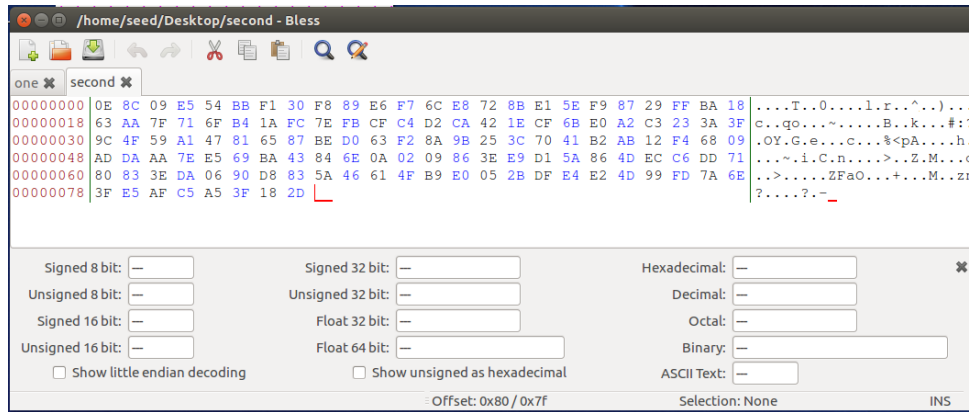 /home/seed/Desktop/second - Bless
one second
00000000 0E 8C 09 E5 54 BB F1 30 F8 89 E6 F7 6C E8 72 8B E1 5E F9 87 29 FF BA 18 ....T..0....l.r..^..)...
00000018 63 AA 7F 71 6F B4 1A FC 7E FB CF C4 D2 CA 42 1E CF 6B E0 A2 C3 23 3A 3F c..qo...~.....B..k...#:?
00000030 9C 4F 59 A1 47 81 65 87 BE D0 63 F2 8A 9B 25 3C 70 41 B2 AB 12 F4 68 09 .OY.G.e...c...%<pA....h.
00000048 AD DA AA 7E E5 69 BA 43 84 6E 0A 02 09 86 3E E9 D1 5A 86 4D EC C6 DD 71 ...~.i.C.n....>..Z.M...
00000060 80 83 3E DA 06 90 D8 83 5A 46 61 4F B9 E0 05 2B DF E4 E2 4D 99 FD 7A 6E ..>.....ZFaO...+...M..zn
00000078 3F E5 AF C5 A5 3F 18 2D ?....?.-
Signed 8 bit: --- Signed 32 bit: --- Hexadecimal: ---
Unsigned 8 bit: --- Unsigned 32 bit: --- Decimal: ---
Signed 16 bit: --- Float 32 bit: --- Octal: ---
Unsigned 16 bit: --- Float 64 bit: --- Binary: ---
Show little endian decoding Show unsigned as hexadecimal ASCII Text: ---
Offset: 0x80 / 0x7f Selection: None INS